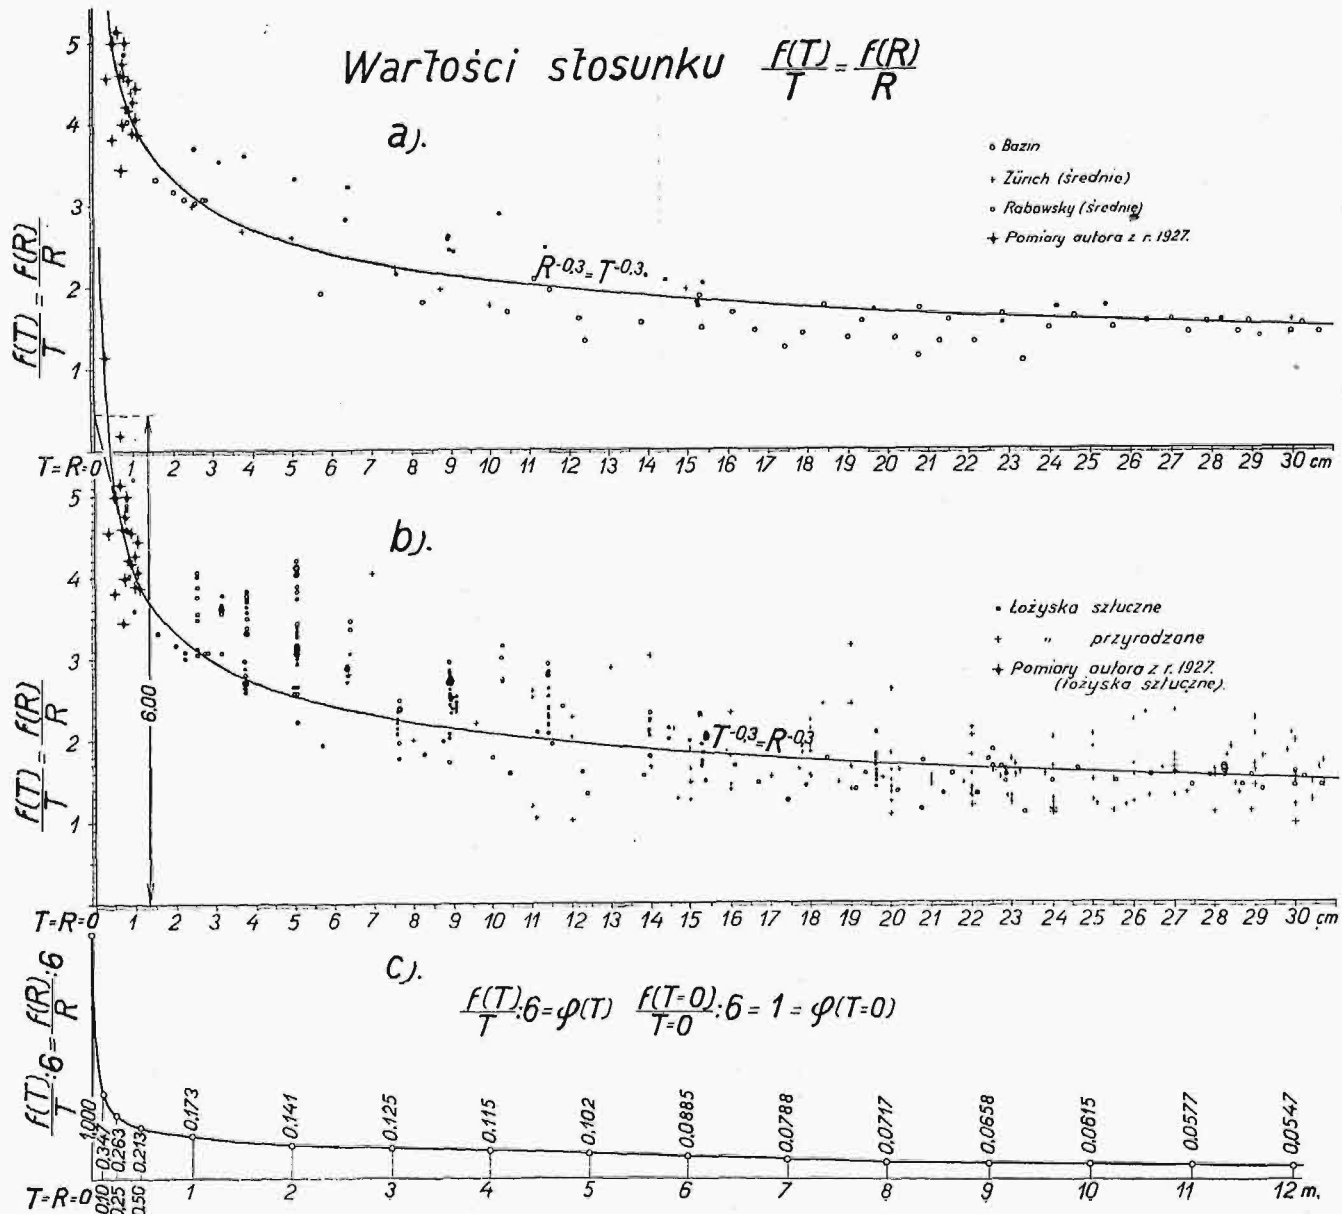 Wartości stosunku f(T)/T = f(R)/R
a).
Bazin
Zürich (średnie)
Rabowsky (średnie)
Pomiary autora z r. 1927.
R^-0,3 = T^-0,3
f(T)/T = f(R)/R
5
4
3
2
1
T=R=0 1 2 3 4 5 6 7 8 9 10 11 12 13 14 15 16 17 18 19 20 21 22 23 24 25 26 27 28 29 30 cm
b).
Łożyska sztuczne
" przyrodzone
Pomiary autora z r. 1927.
(łożyska sztuczne).
T^-0,3 = R^-0,3
6,00
f(T)/T = f(R)/R
5
4
3
2
1
T=R=0 1 2 3 4 5 6 7 8 9 10 11 12 13 14 15 16 17 18 19 20 21 22 23 24 25 26 27 28 29 30 cm
c).
f(T)/T :6 = φ(T) f(T=0)/T=0 :6 = 1 = φ(T=0)
f(T)/T :6 = f(R)/R :6
1,000 0,347 0,263 0,213 0,173 0,141 0,125 0,115 0,102 0,0885 0,0788 0,0717 0,0658 0,0615 0,0577 0,0547
T=R=0 0,10 0,25 0,50 1 2 3 4 5 6 7 8 9 10 11 12 m.